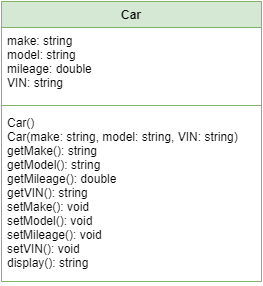 Car
make: string
model: string
mileage: double
VIN: string
Car()
Car(make: string, model: string, VIN: string)
getMake(): string
getModel(): string
getMileage(): double
getVIN(): string
setMake(): void
setModel(): void
setMileage(): void
setVIN(): void
display(): string